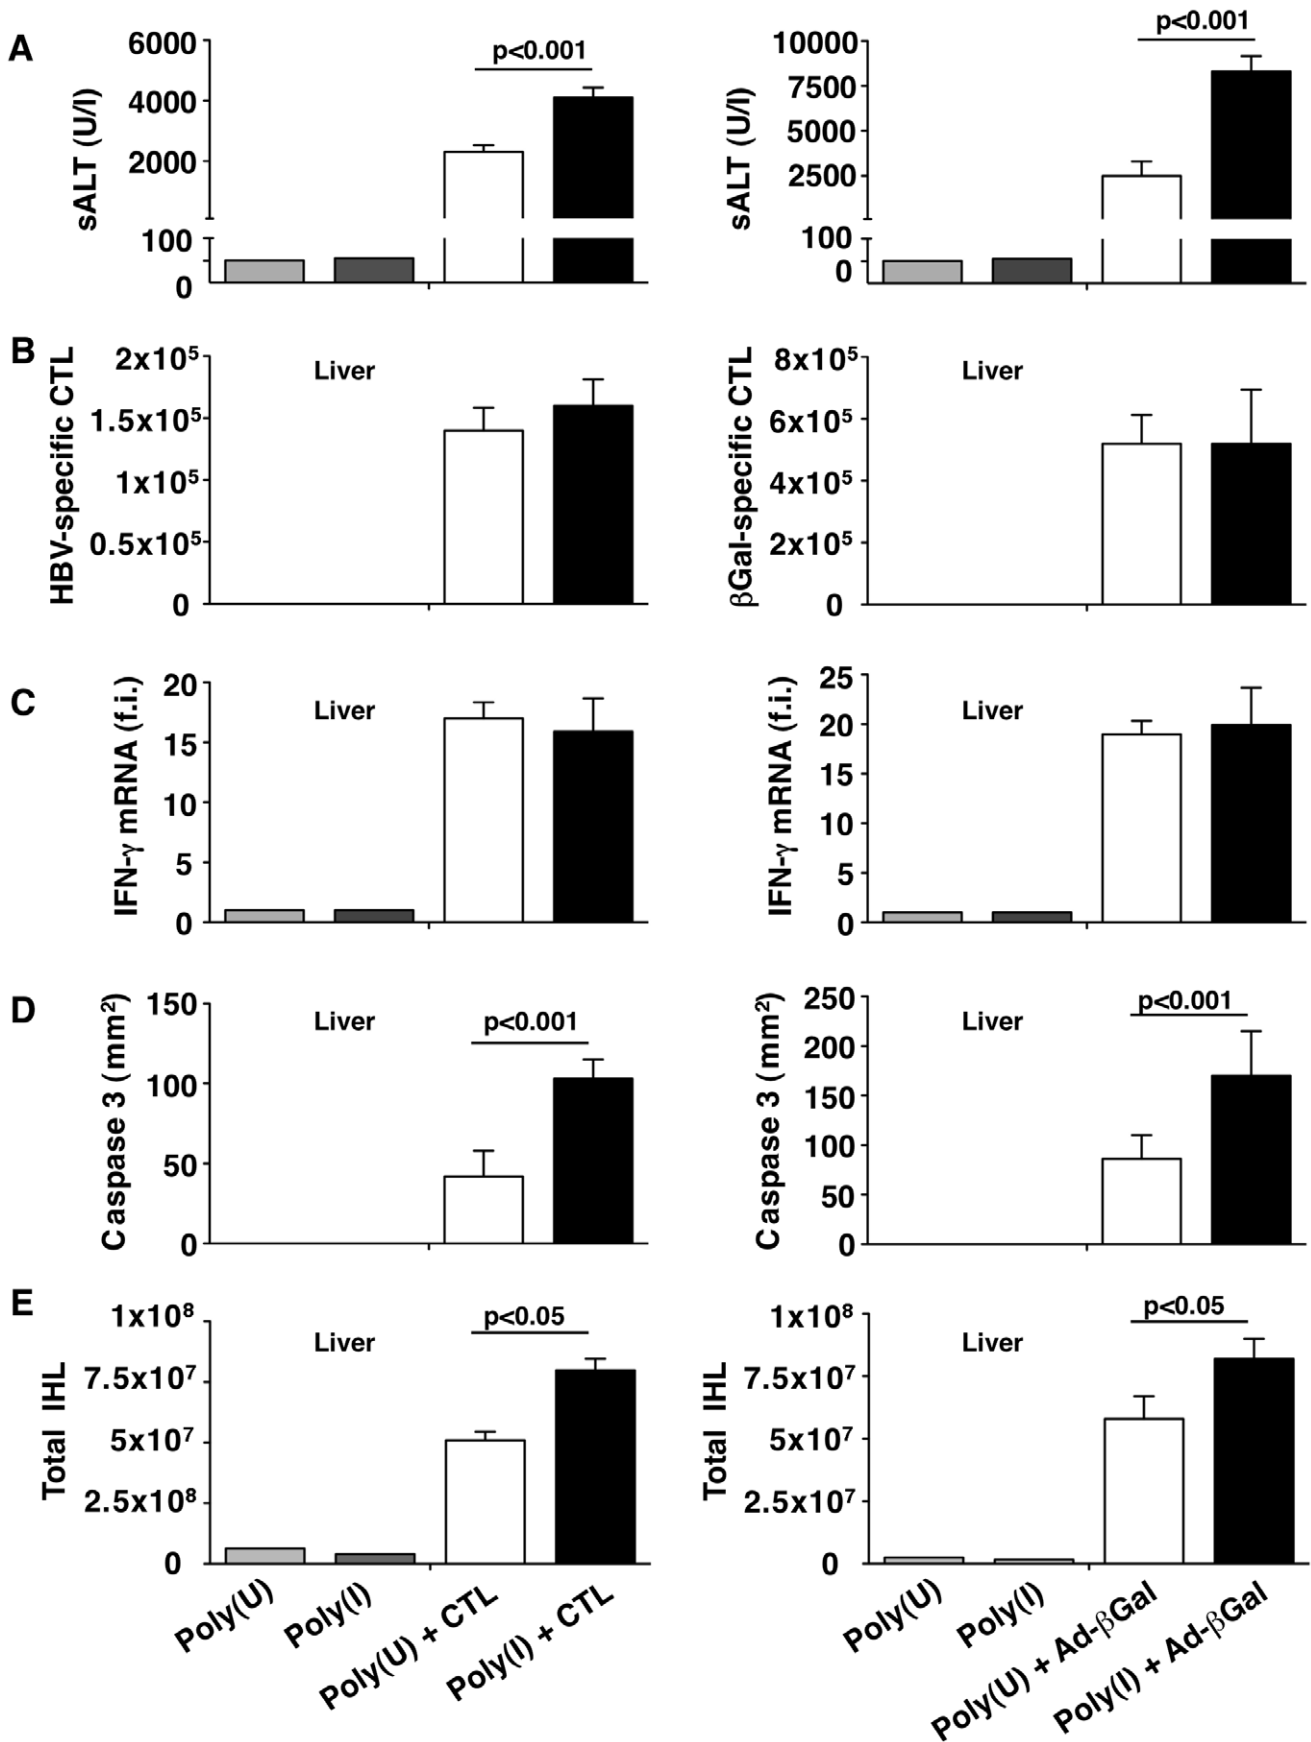 A
sALT (U/l)
6000
4000
2000
100
0
p<0.001
sALT (U/l)
10000
7500
5000
2500
100
0
p<0.001
B
HBV-specific CTL
2x10⁵
1.5x10⁵
1x10⁵
0.5x10⁵
0
Liver
βGal-specific CTL
8x10⁵
6x10⁵
4x10⁵
2x10⁵
0
Liver
C
IFN-γ mRNA (f.i.)
20
15
10
5
0
Liver
IFN-γ mRNA (f.i.)
25
20
15
10
5
0
Liver
D
Caspase 3 (mm²)
150
100
50
0
Liver
p<0.001
Caspase 3 (mm²)
250
200
150
100
50
0
Liver
p<0.001
E
Total IHL
1x10⁸
7.5x10⁷
5x10⁷
2.5x10⁸
0
Liver
p<0.05
Total IHL
1x10⁸
7.5x10⁷
5x10⁷
2.5x10⁷
0
Liver
p<0.05
Poly(U)
Poly(I)
Poly(U) + CTL
Poly(I) + CTL
Poly(U)
Poly(I)
Poly(U) + Ad-βGal
Poly(I) + Ad-βGal